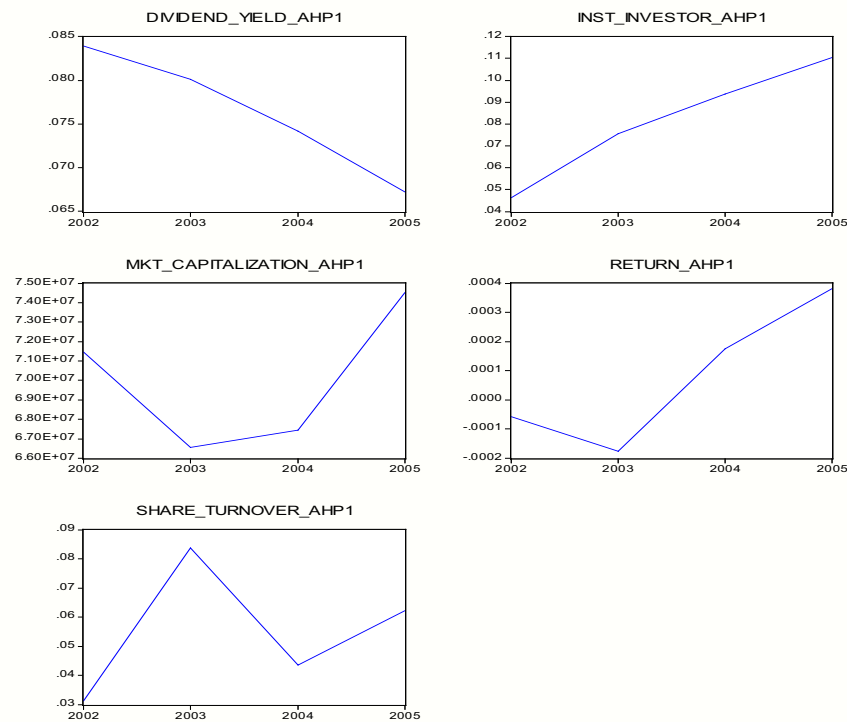 DIVIDEND_YIELD_AHP1
.085
.080
.075
.070
.065
2002 2003 2004 2005
INST_INVESTOR_AHP1
.12
.11
.10
.09
.08
.07
.06
.05
.04
2002 2003 2004 2005
MKT_CAPITALIZATION_AHP1
7.50E+07
7.40E+07
7.30E+07
7.20E+07
7.10E+07
7.00E+07
6.90E+07
6.80E+07
6.70E+07
6.60E+07
2002 2003 2004 2005
RETURN_AHP1
.0004
.0003
.0002
.0001
.0000
-.0001
-.0002
2002 2003 2004 2005
SHARE_TURNOVER_AHP1
.09
.08
.07
.06
.05
.04
.03
2002 2003 2004 2005